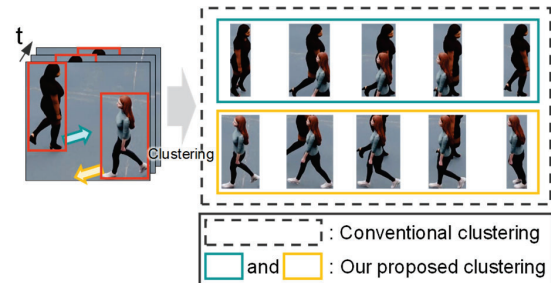 t
Clustering
: Conventional clustering
and : Our proposed clustering